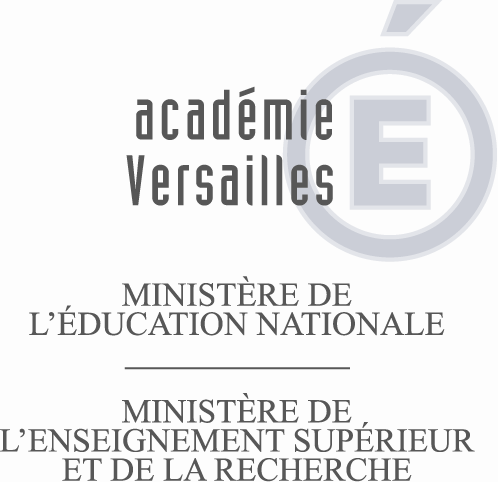 académie
Versailles
É
MINISTÈRE DE
L’ÉDUCATION NATIONALE
MINISTÈRE DE
L’ENSEIGNEMENT SUPÉRIEUR
ET DE LA RECHERCHE